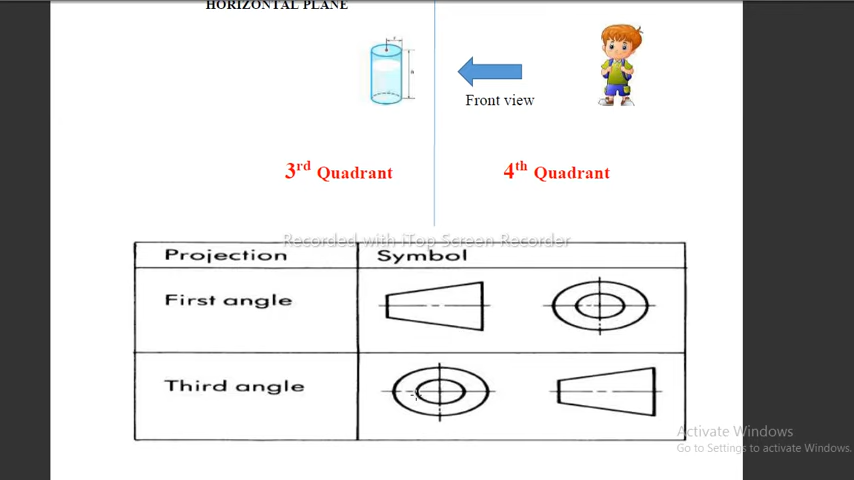 HORIZONTAL PLANE
r
h
Front view
3rd Quadrant
4th Quadrant
Recorded with iTop Screen Recorder
Projection
Symbol
First angle
Third angle
Activate Windows
Go to Settings to activate Windows.